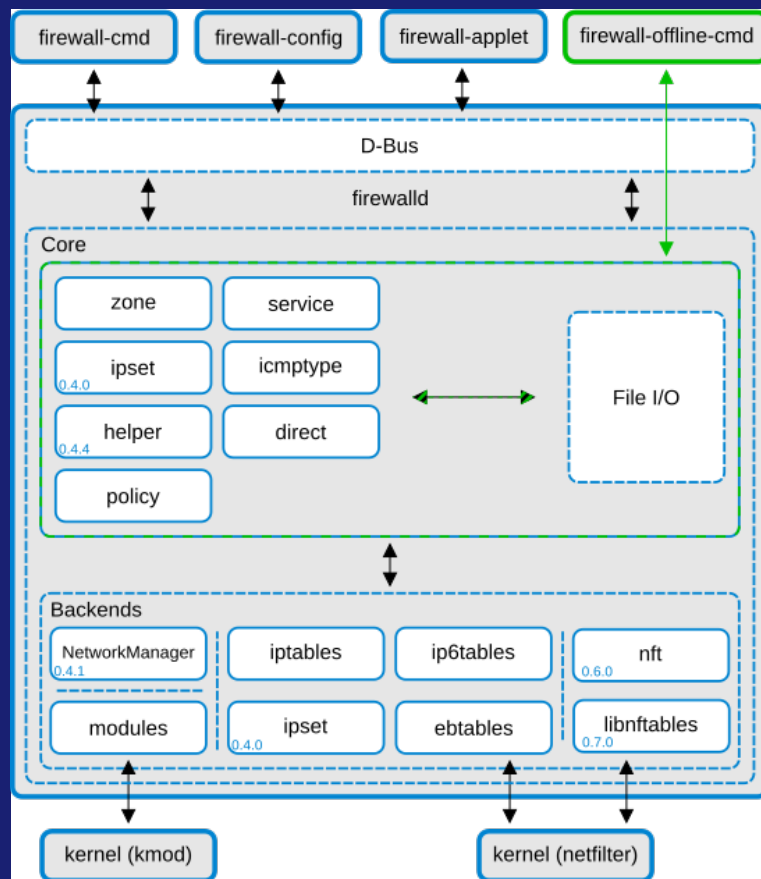 firewall-cmd
firewall-config
firewall-applet
firewall-offline-cmd
D-Bus
firewalld
Core
zone
service
ipset
0.4.0
icmptype
helper
0.4.4
direct
policy
File I/O
Backends
NetworkManager
0.4.1
iptables
ip6tables
nft
0.6.0
modules
ipset
0.4.0
ebtables
libnftables
0.7.0
kernel (kmod)
kernel (netfilter)